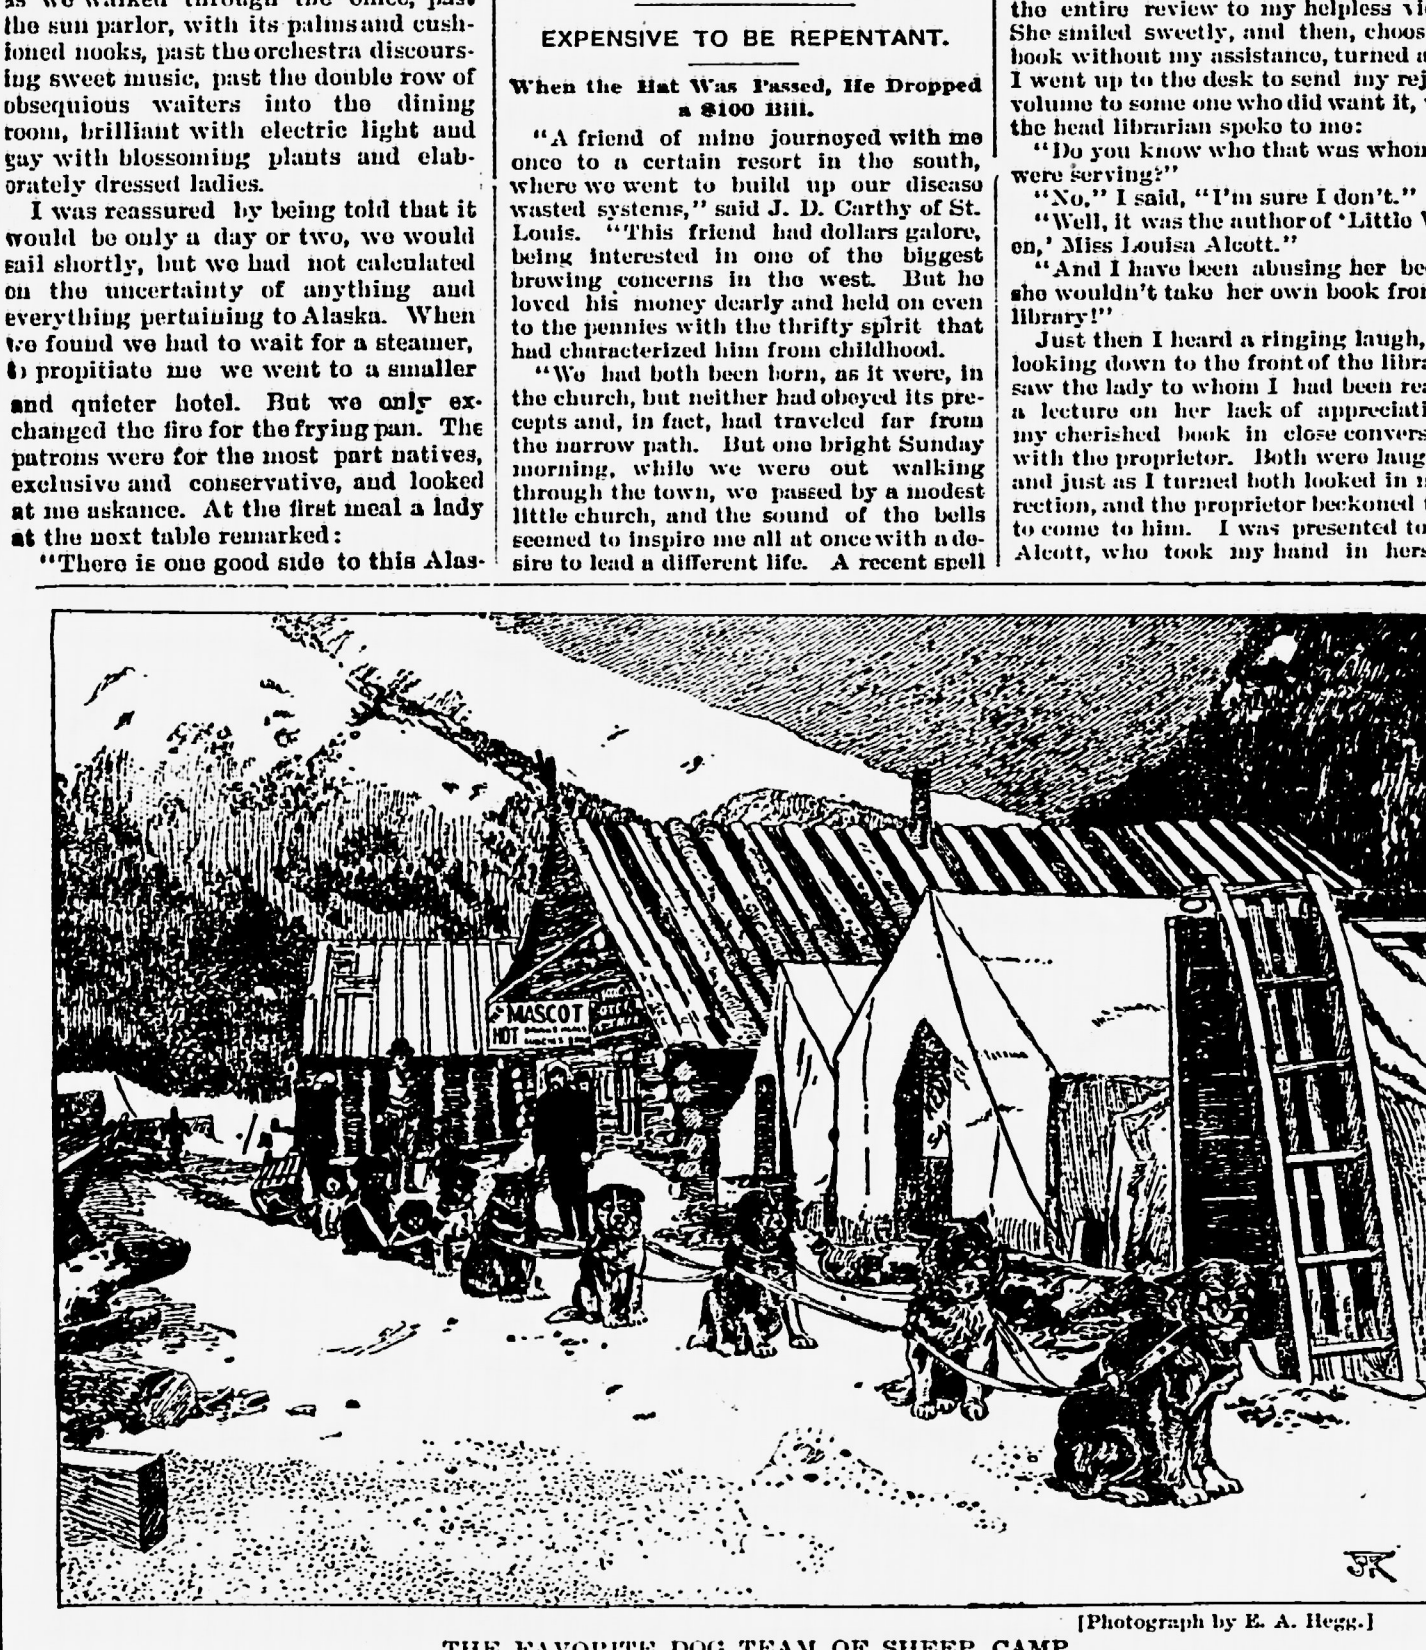 as we walked through the office, past
the sun parlor, with its palms and cush-
ioned nooks, past the orchestra discours-
ing sweet music, past the double row of
obsequious waiters into the dining
room, brilliant with electric light and
gay with blossoming plants and elab-
orately dressed ladies.
I was reassured by being told that it
would be only a day or two, we would
sail shortly, but we had not calculated
on the uncertainty of anything and
everything pertaining to Alaska. When
we found we had to wait for a steamer,
to propitiate me we went to a smaller
and quieter hotel. But we only ex-
changed the fire for the frying pan. The
patrons were for the most part natives,
exclusive and conservative, and looked
at me askance. At the first meal a lady
at the next table remarked:
"There is one good side to this Alas-
EXPENSIVE TO BE REPENTANT.
When the Hat Was Passed, He Dropped
a $100 Bill.
"A friend of mine journeyed with me
once to a certain resort in the south,
where we went to build up our disease
wasted systems," said J. D. Carthy of St.
Louis. "This friend had dollars galore,
being interested in one of the biggest
brewing concerns in the west. But he
loved his money dearly and held on even
to the pennies with the thrifty spirit that
had characterized him from childhood.
"We had both been born, as it were, in
the church, but neither had obeyed its pre-
cepts and, in fact, had traveled far from
the narrow path. But one bright Sunday
morning, while we were out walking
through the town, we passed by a modest
little church, and the sound of the bells
seemed to inspire me all at once with a de-
sire to lead a different life. A recent spell
the entire review to my helpless
She smiled sweetly, and then, choos
book without my assistance, turned a
I went up to the desk to send my rej
volume to some one who did want it,
the head librarian spoke to me:
"Do you know who that was whom
were serving?"
"No," I said, "I'm sure I don't."
"Well, it was the author of 'Little
en,' Miss Louisa Alcott."
"And I have been abusing her be
she wouldn't take her own book from
library!"
Just then I heard a ringing laugh,
looking down to the front of the libr
saw the lady to whom I had been re
a lecture on her lack of appreciati
my cherished book in close convers
with the proprietor. Both were laug
and just as I turned both looked in
rection, and the proprietor beckoned
to come to him. I was presented to
Alcott, who took my hand in hers
MASCOT
HOT
JR
[Photograph by E. A. Hegg.]
THE FAVORITE DOG TEAM OF SHEEP CAMP